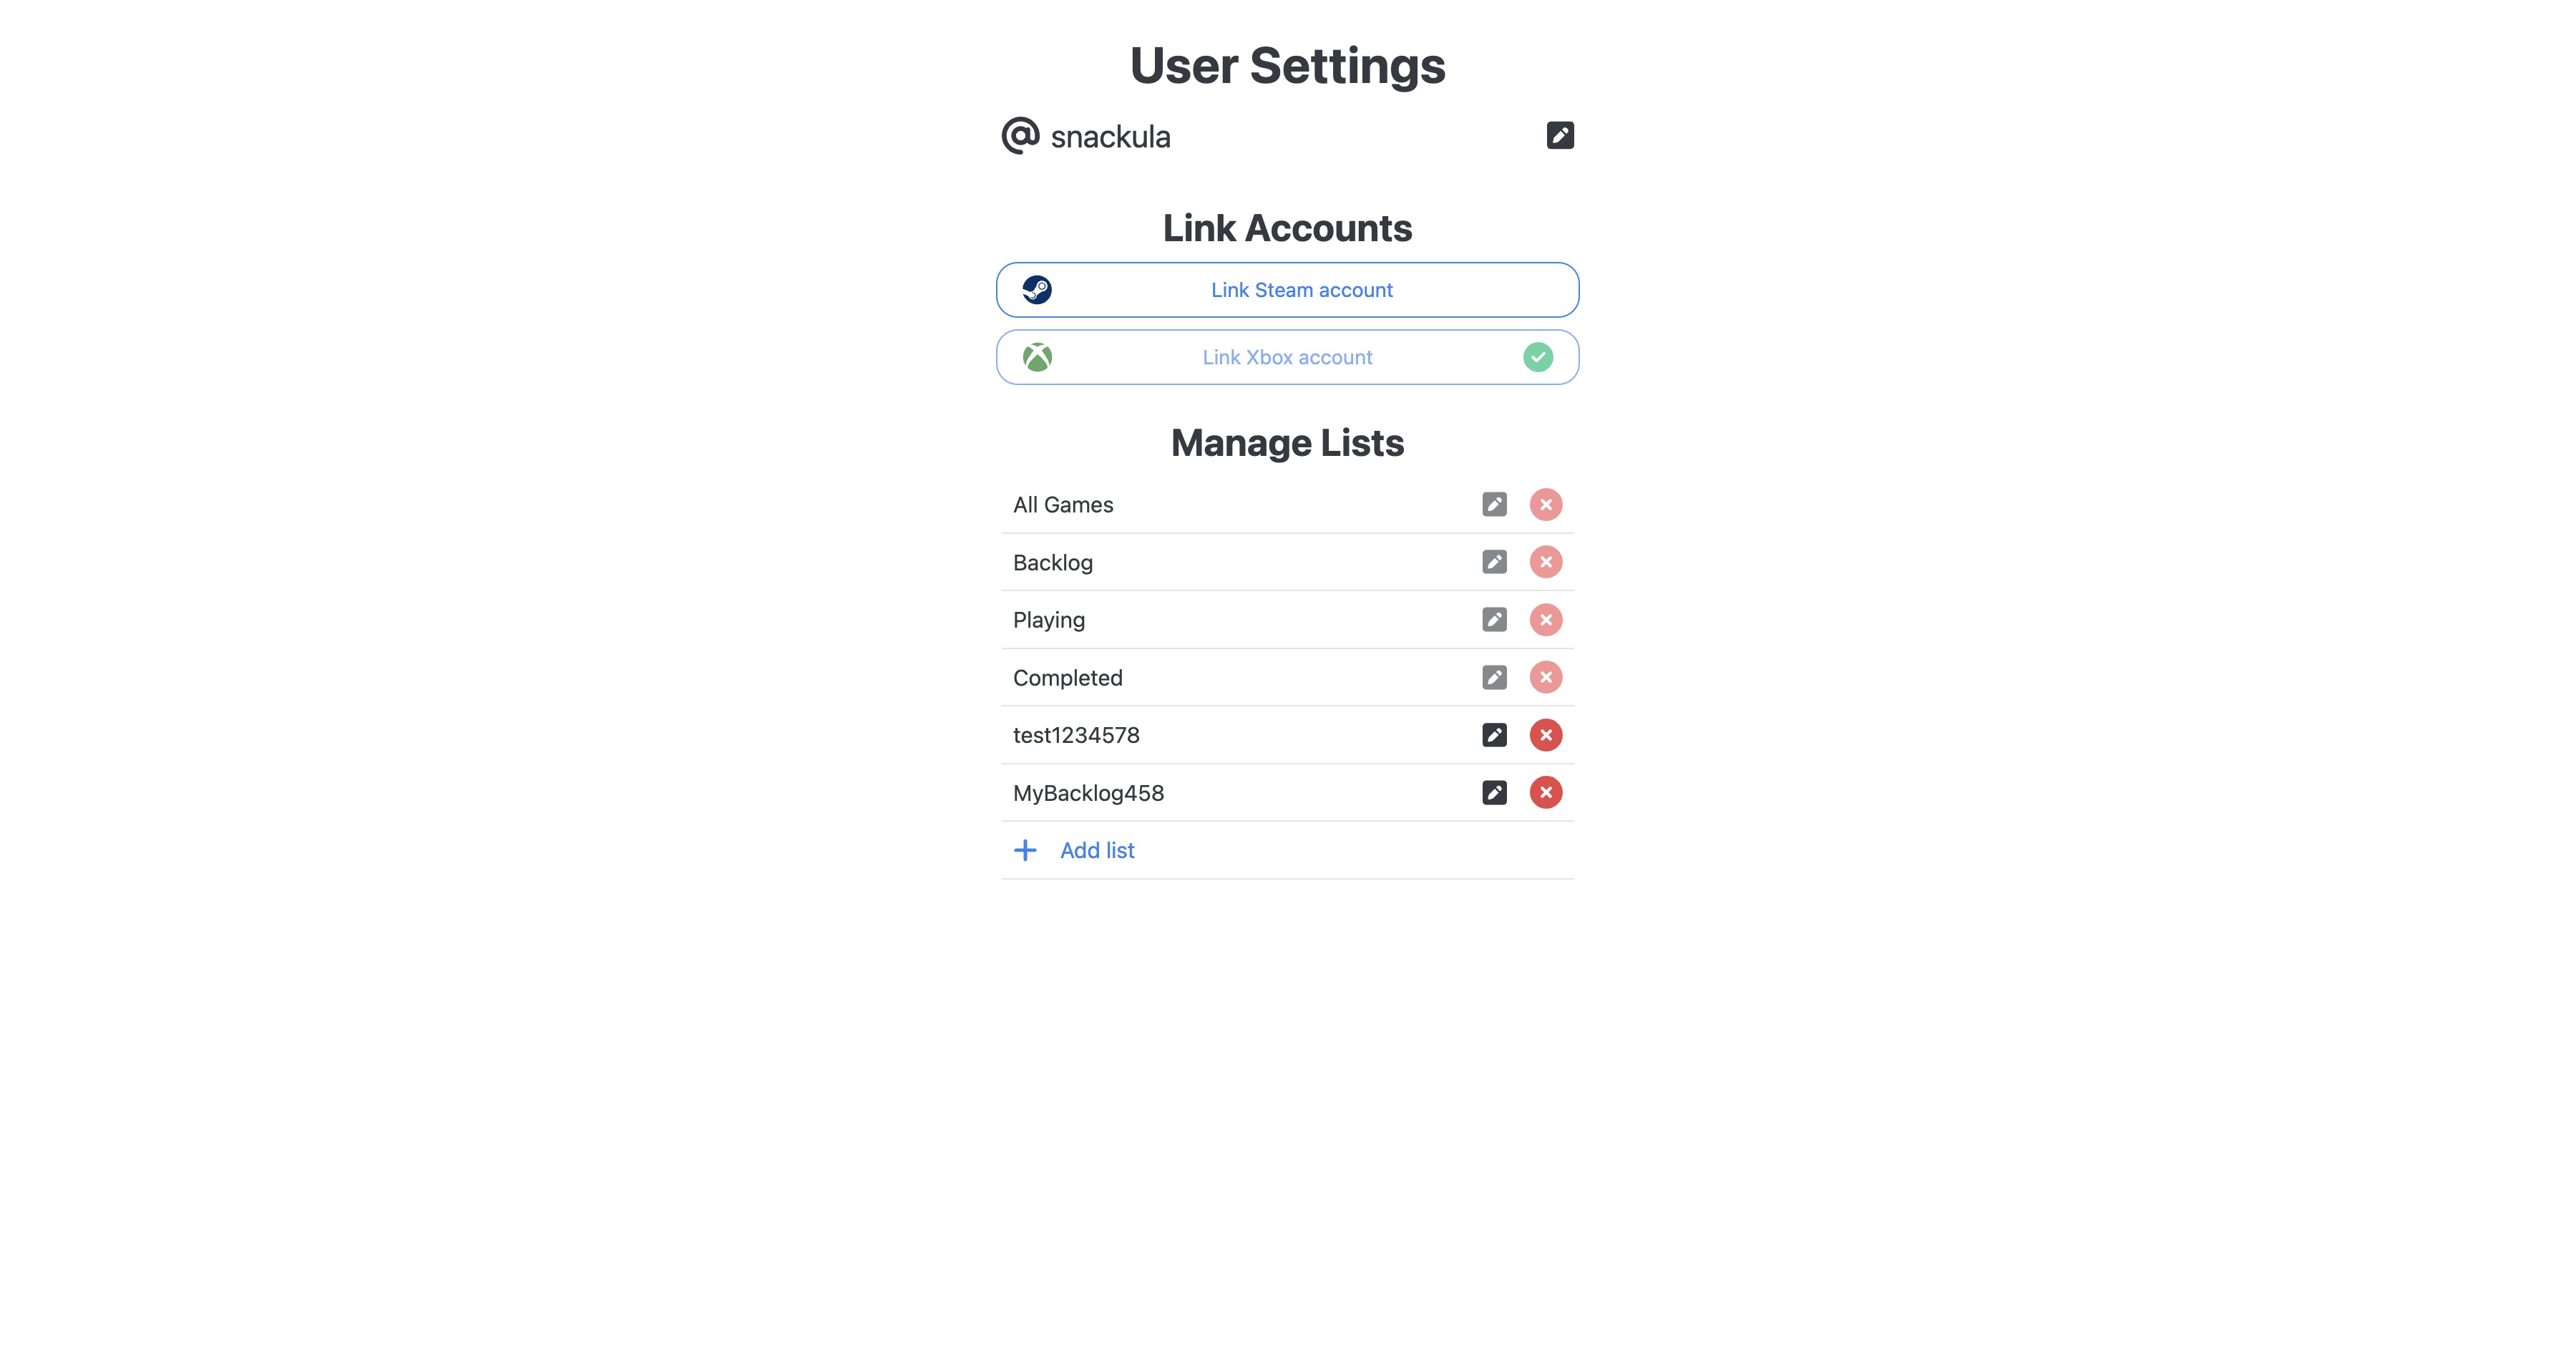 User Settings
@ snackula
Link Accounts
Link Steam account
Link Xbox account
Manage Lists
All Games
Backlog
Playing
Completed
test1234578
MyBacklog458
+ Add list